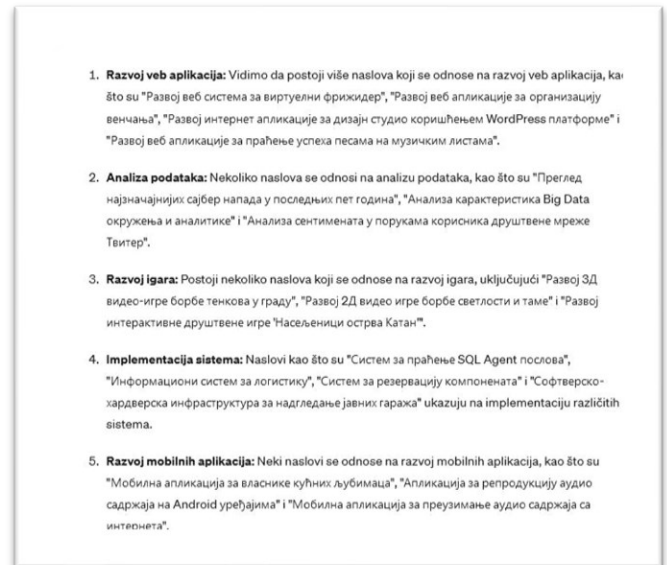 1. Razvoj veb aplikacija: Vidimo da postoji više naslova koji se odnose na razvoj veb aplikacija, kao
što su "Развој веб система за виртуелни фрижидер", "Развој веб апликације за организацију
венчања", "Развој интернет апликације за дизајн студио коришћењем WordPress платформе" i
"Развој веб апликације за праћење успеха песама на музичким листама".
2. Analiza podataka: Nekoliko naslova se odnosi na analizu podataka, kao što su "Преглед
најзначајнијих сајбер напада у последњих пет година", "Анализа карактеристика Big Data
окружења и аналитике" i "Анализа сентимената у порукама корисника друштвене мреже
Твитер".
3. Razvoj igara: Postoji nekoliko naslova koji se odnose na razvoj igara, uključujući "Развој 3Д
видео-игре борбе тенкова у граду", "Развој 2Д видео игре борбе светлости и таме" i "Развој
интерактивне друштвене игре 'Насељеници острва Катан'".
4. Implementacija sistema: Naslovi kao što su "Систем за праћење SQL Agent послова",
"Информациони систем за логистику", "Систем за резервацију компонената" i "Софтверско-
хардверска инфраструктура за надгледање јавних гаража" ukazuju na implementaciju različitih
sistema.
5. Razvoj mobilnih aplikacija: Neki naslovi se odnose na razvoj mobilnih aplikacija, kao što su
"Мобилна апликација за власнике кућних љубимаца", "Апликација за репродукцију аудио
садржаја на Android уређајима" i "Мобилна апликација за преузимање аудио садржаја са
интернета".